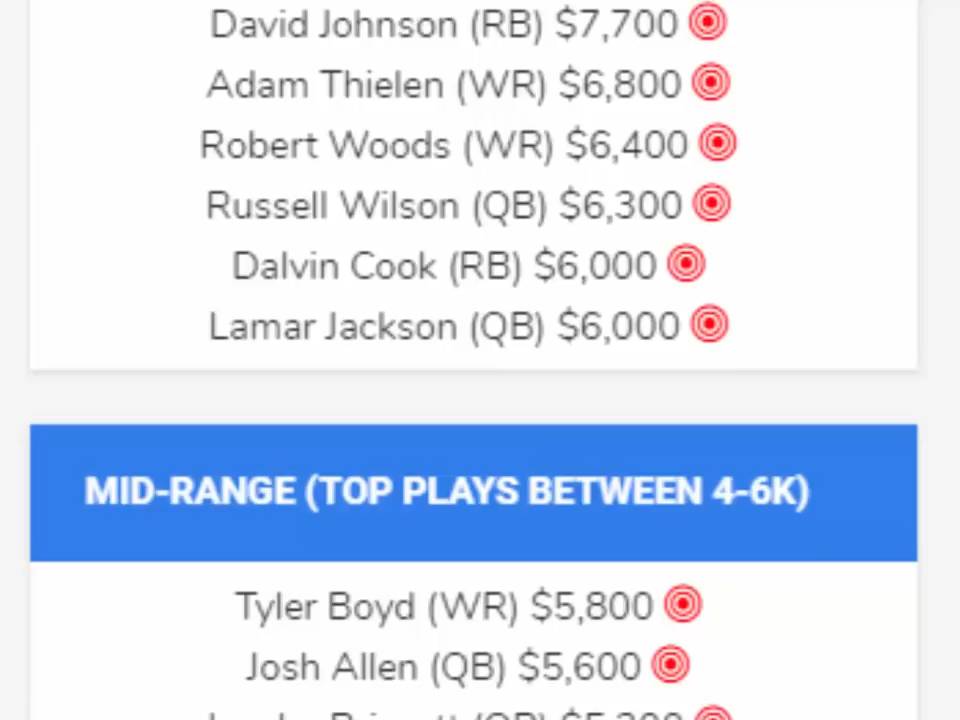 David Johnson (RB) $7,700
Adam Thielen (WR) $6,800
Robert Woods (WR) $6,400
Russell Wilson (QB) $6,300
Dalvin Cook (RB) $6,000
Lamar Jackson (QB) $6,000
MID-RANGE (TOP PLAYS BETWEEN 4-6K)
Tyler Boyd (WR) $5,800
Josh Allen (QB) $5,600